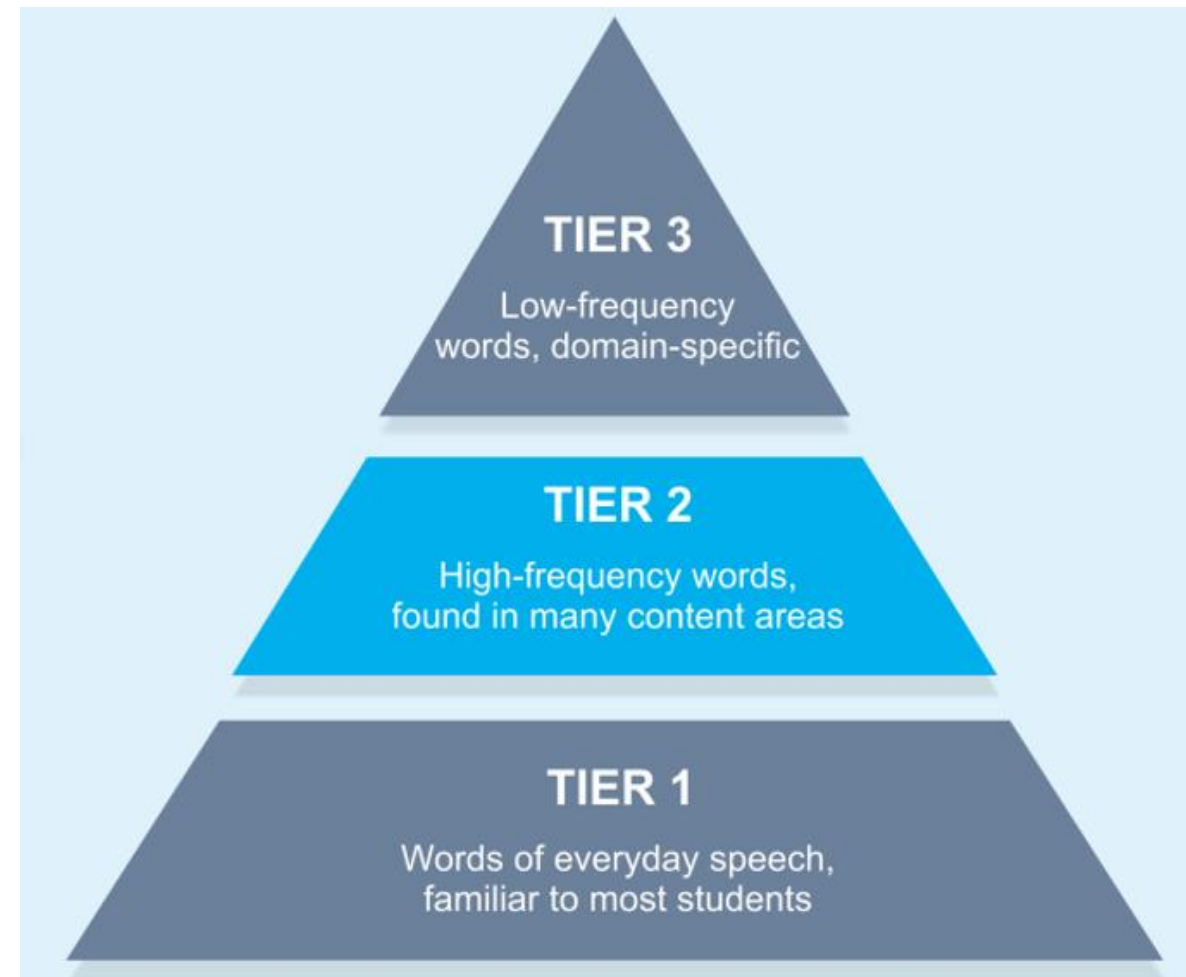 TIER 3
Low-frequency
words, domain-specific
TIER 2
High-frequency words,
found in many content areas
TIER 1
Words of everyday speech,
familiar to most students